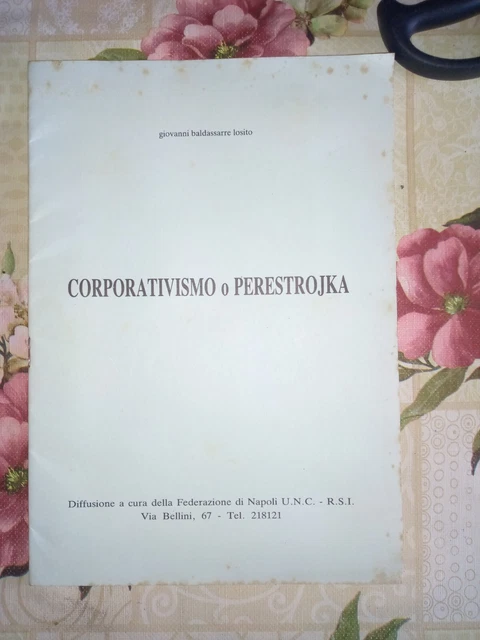 giovanni baldassarre losito
CORPORATIVISMO o PERESTROJKA
Diffusione a cura della Federazione di Napoli U.N.C. - R.S.I.
Via Bellini, 67 - Tel. 218121